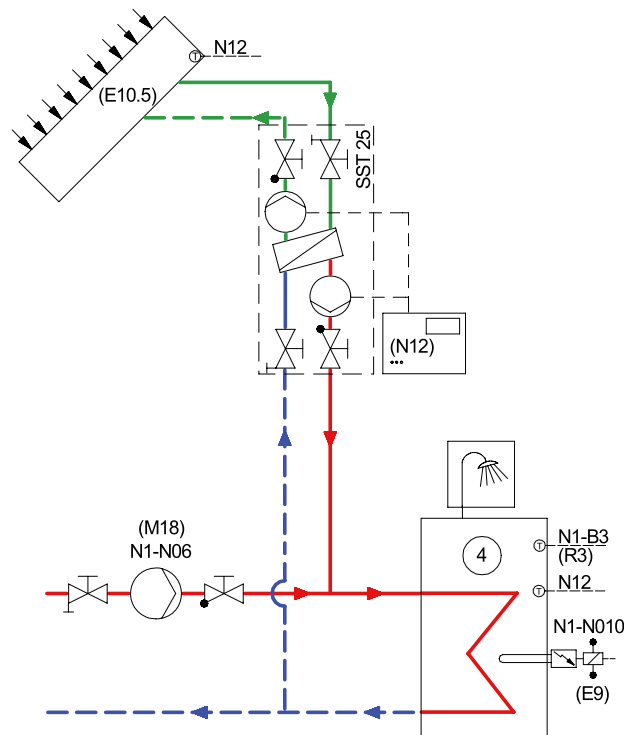 N12
(E10.5)
SST 25
(N12)
(M18)
N1-N06
4
N1-B3
(R3)
N12
N1-N010
(E9)
T
T
T